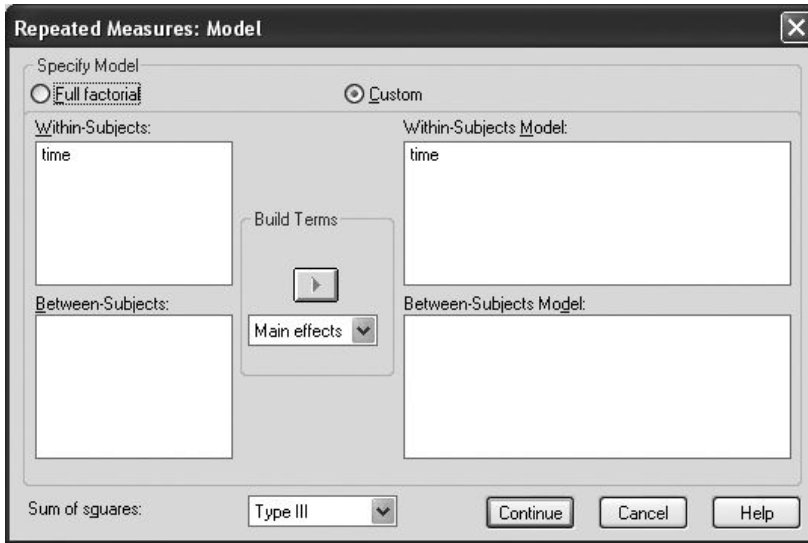 Repeated Measures: Model
Specify Model
Full factorial
Custom
Within-Subjects:
time
Build Terms
Main effects
Within-Subjects Model:
time
Between-Subjects:
Between-Subjects Model:
Sum of squares:
Type III
Continue
Cancel
Help